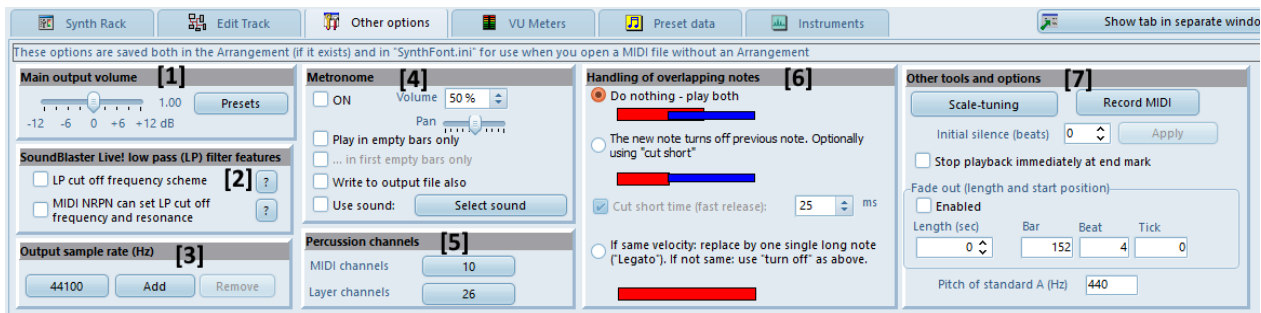 Synth Rack
Edit Track
Other options
VU Meters
Preset data
Instruments
Show tab in separate windo
These options are saved both in the Arrangement (if it exists) and in "SynthFont.ini" for use when you open a MIDI file without an Arrangement
Main output volume [1]
1.00 Presets
-12 -6 0 +6 +12 dB
SoundBlaster Live! low pass (LP) filter features
LP cut off frequency scheme [2] ?
MIDI NRPN can set LP cut off
frequency and resonance ?
Output sample rate (Hz) [3]
44100 Add Remove
Metronome [4]
ON Volume 50 %
Pan
Play in empty bars only
... in first empty bars only
Write to output file also
Use sound: Select sound
Percussion channels [5]
MIDI channels 10
Layer channels 26
Handling of overlapping notes [6]
Do nothing - play both
The new note turns off previous note. Optionally
using "cut short"
Cut short time (fast release): 25 ms
If same velocity: replace by one single long note
("Legato"). If not same: use "turn off" as above.
Other tools and options [7]
Scale-tuning Record MIDI
Initial silence (beats) 0 Apply
Stop playback immediately at end mark
Fade out (length and start position)
Enabled
Length (sec) Bar Beat Tick
0 152 4 0
Pitch of standard A (Hz) 440